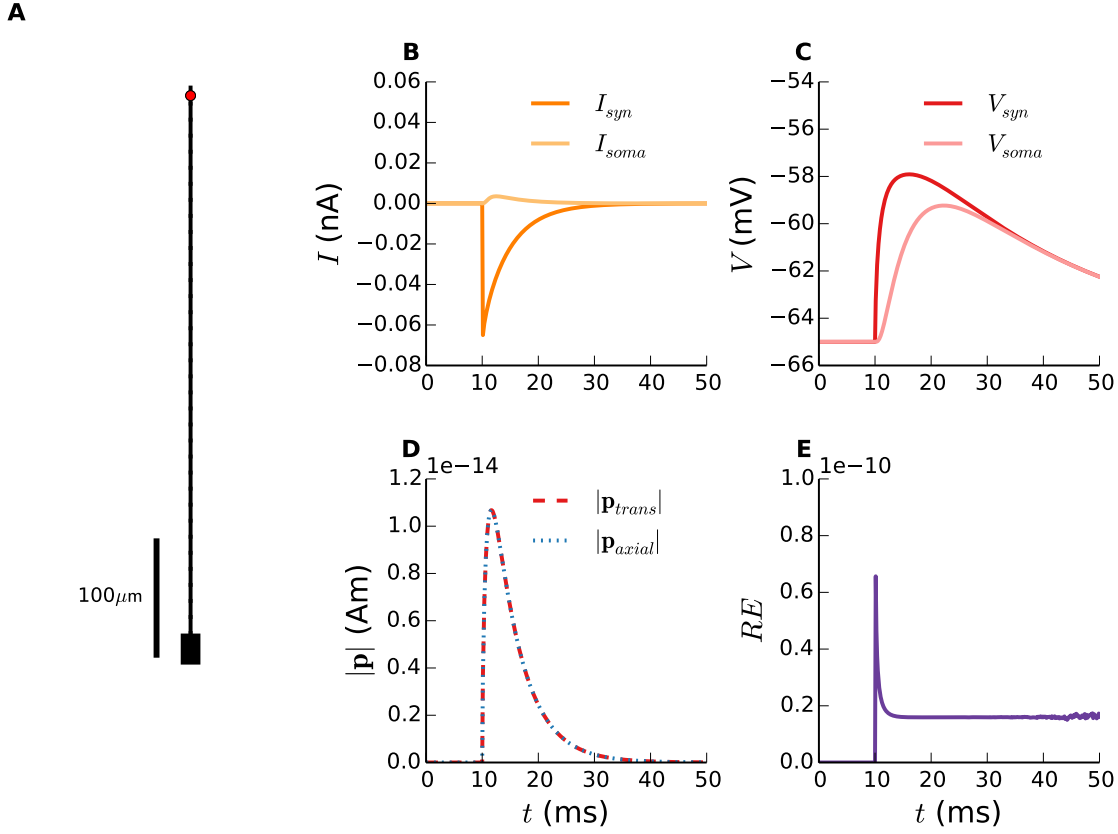 A
100μm
B
0.06
0.04
0.02
0.00
−0.02
−0.04
−0.06
−0.08
I (nA)
I_syn
I_soma
0 10 20 30 40 50
C
−54
−56
−58
−60
−62
−64
−66
V (mV)
V_syn
V_soma
0 10 20 30 40 50
D
1e−14
1.2
1.0
0.8
0.6
0.4
0.2
0.0
|p| (Am)
|p_trans|
|p_axial|
0 10 20 30 40 50
t (ms)
E
1e−10
1.0
0.8
0.6
0.4
0.2
0.0
RE
0 10 20 30 40 50
t (ms)